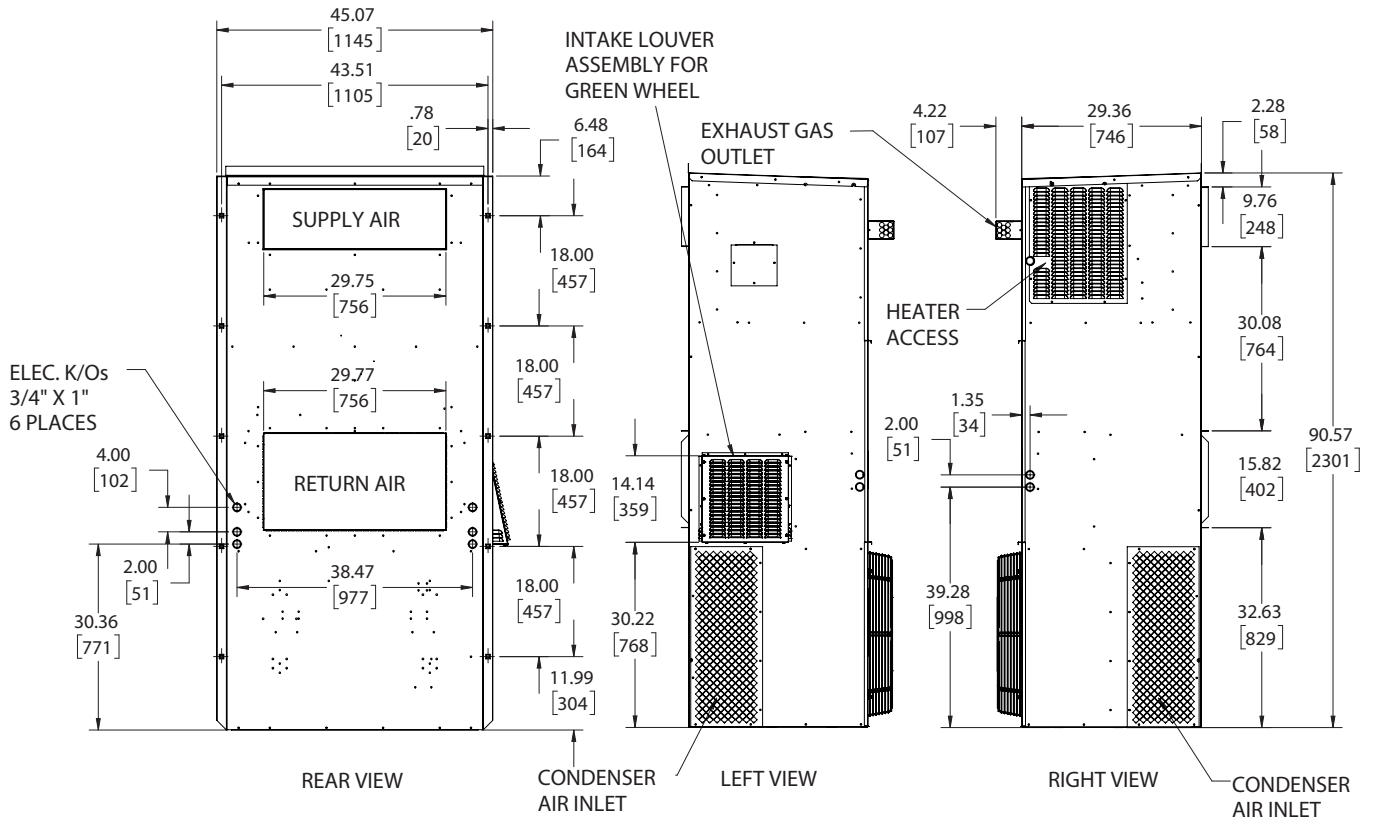 45.07
[1145]
43.51
[1105]
.78
[20]
6.48
[164]
SUPPLY AIR
29.75
[756]
18.00
[457]
29.77
[756]
18.00
[457]
ELEC. K/Os
3/4" X 1"
6 PLACES
4.00
[102]
RETURN AIR
18.00
[457]
2.00
[51]
38.47
[977]
18.00
[457]
30.36
[771]
11.99
[304]
REAR VIEW
INTAKE LOUVER
ASSEMBLY FOR
GREEN WHEEL
EXHAUST GAS
OUTLET
14.14
[359]
30.22
[768]
CONDENSER
AIR INLET
LEFT VIEW
4.22
[107]
29.36
[746]
2.28
[58]
9.76
[248]
HEATER
ACCESS
30.08
[764]
1.35
[34]
2.00
[51]
90.57
[2301]
15.82
[402]
39.28
[998]
32.63
[829]
RIGHT VIEW
CONDENSER
AIR INLET